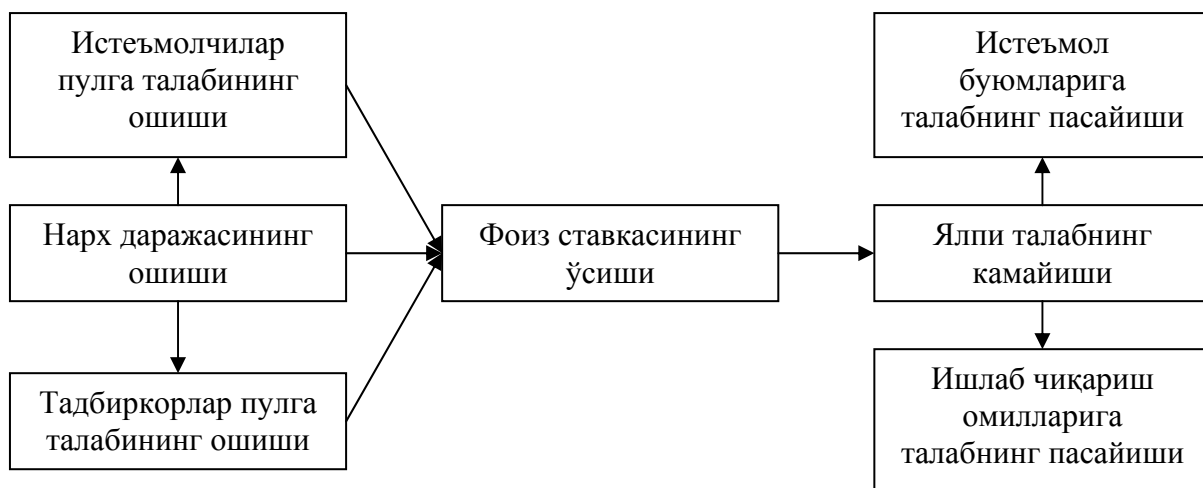 Истеъмолчилар
пулга талабининг
ошиши
Нарх даражасининг
ошиши
Тадбиркорлар пулга
талабининг ошиши
Фоиз ставкасининг
ўсиши
Истеъмол
буюмларига
талабнинг пасайиши
Ялпи талабнинг
камайиши
Ишлаб чиқариш
омилларига
талабнинг пасайиши